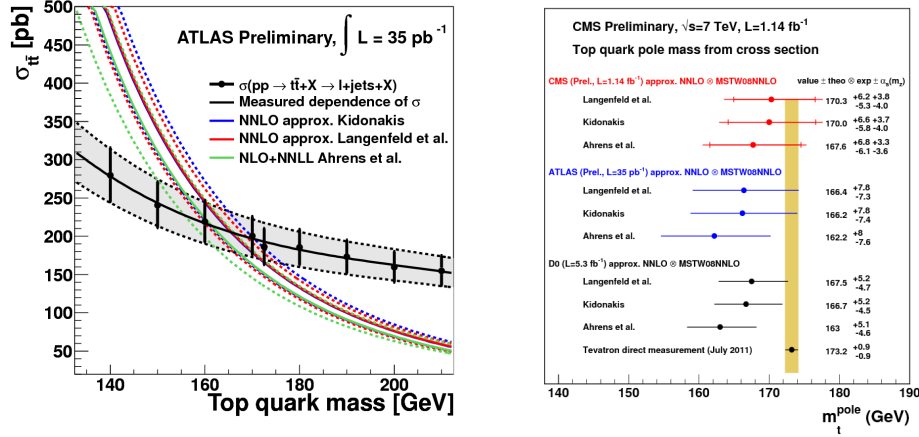 σtt̄ [pb]
500
450
400
350
300
250
200
150
100
50
ATLAS Preliminary, ∫ L = 35 pb⁻¹
σ(pp → tt̄+X → l+jets+X)
Measured dependence of σ
NNLO approx. Kidonakis
NNLO approx. Langenfeld et al.
NLO+NNLL Ahrens et al.
140 160 180 200
Top quark mass [GeV]
CMS Preliminary, √s=7 TeV, L=1.14 fb⁻¹
Top quark pole mass from cross section
CMS (Prel., L=1.14 fb⁻¹) approx. NNLO ⊗ MSTW08NNLO value ± theo ⊗ exp ± αs(mZ)
Langenfeld et al. 170.3 +6.2 +3.8
-5.3 -4.0
Kidonakis 170.0 +6.6 +3.7
-5.8 -4.0
Ahrens et al. 167.6 +6.8 +3.3
-6.1 -3.6
ATLAS (Prel., L=35 pb⁻¹) approx. NNLO ⊗ MSTW08NNLO
Langenfeld et al. 166.4 +7.8
-7.3
Kidonakis 166.2 +7.8
-7.4
Ahrens et al. 162.2 +8
-7.6
D0 (L=5.3 fb⁻¹) approx. NNLO ⊗ MSTW08NNLO
Langenfeld et al. 167.5 +5.2
-4.7
Kidonakis 166.7 +5.2
-4.5
Ahrens et al. 163 +5.1
-4.6
Tevatron direct measurement (July 2011) 173.2 +0.9
-0.9
140 150 160 170 180 190
mt^pole (GeV)